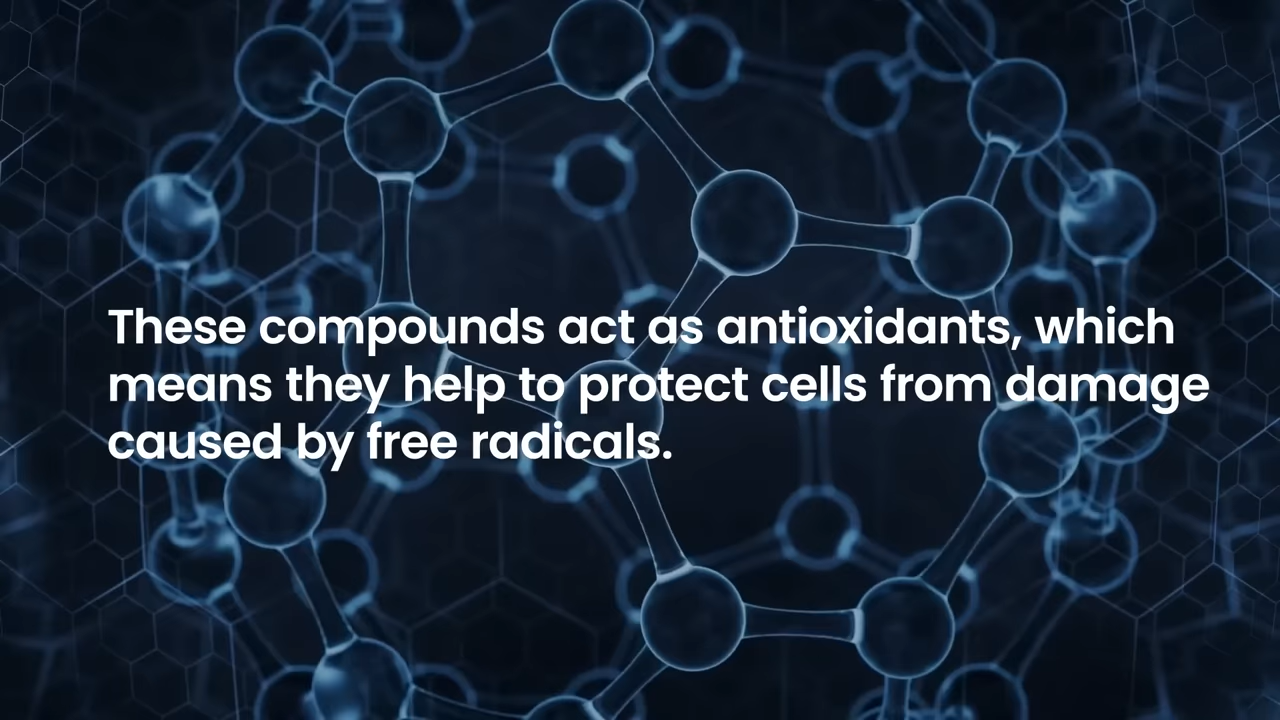 These compounds act as antioxidants, which
means they help to protect cells from damage
caused by free radicals.